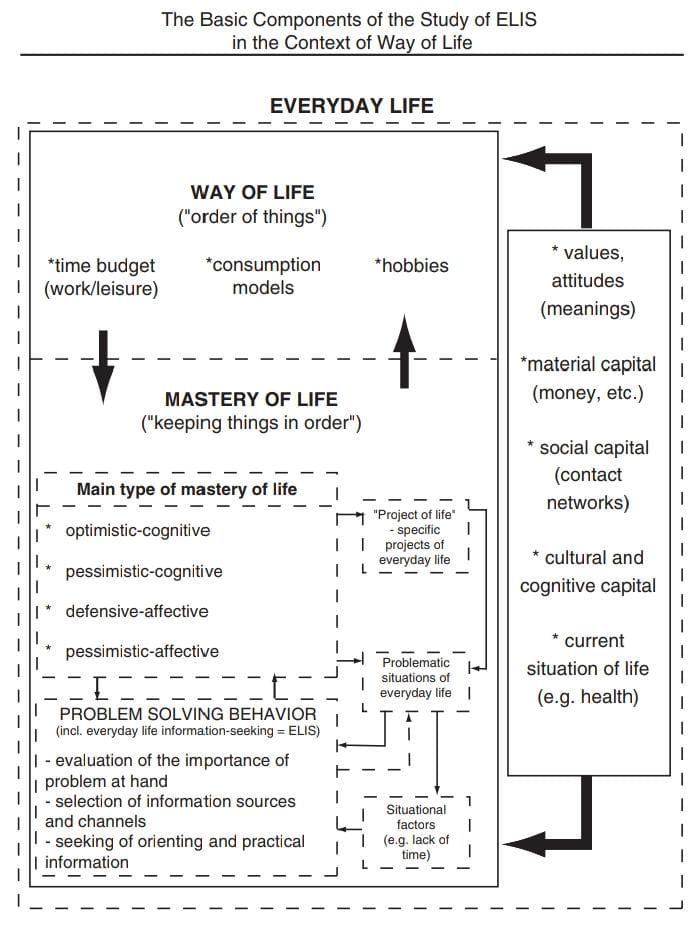 The Basic Components of the Study of ELIS
in the Context of Way of Life
EVERYDAY LIFE
WAY OF LIFE
("order of things")
*time budget
(work/leisure)
*consumption
models
*hobbies
MASTERY OF LIFE
("keeping things in order")
Main type of mastery of life
* optimistic-cognitive
* pessimistic-cognitive
* defensive-affective
* pessimistic-affective
"Project of life"
- specific
projects of
everyday life
Problematic
situations of
everyday life
PROBLEM SOLVING BEHAVIOR
(incl. everyday life information-seeking = ELIS)
- evaluation of the importance of
problem at hand
- selection of information sources
and channels
- seeking of orienting and practical
information
Situational
factors
(e.g. lack of
time)
* values,
attitudes
(meanings)
*material capital
(money, etc.)
* social capital
(contact
networks)
* cultural and
cognitive capital
* current
situation of life
(e.g. health)